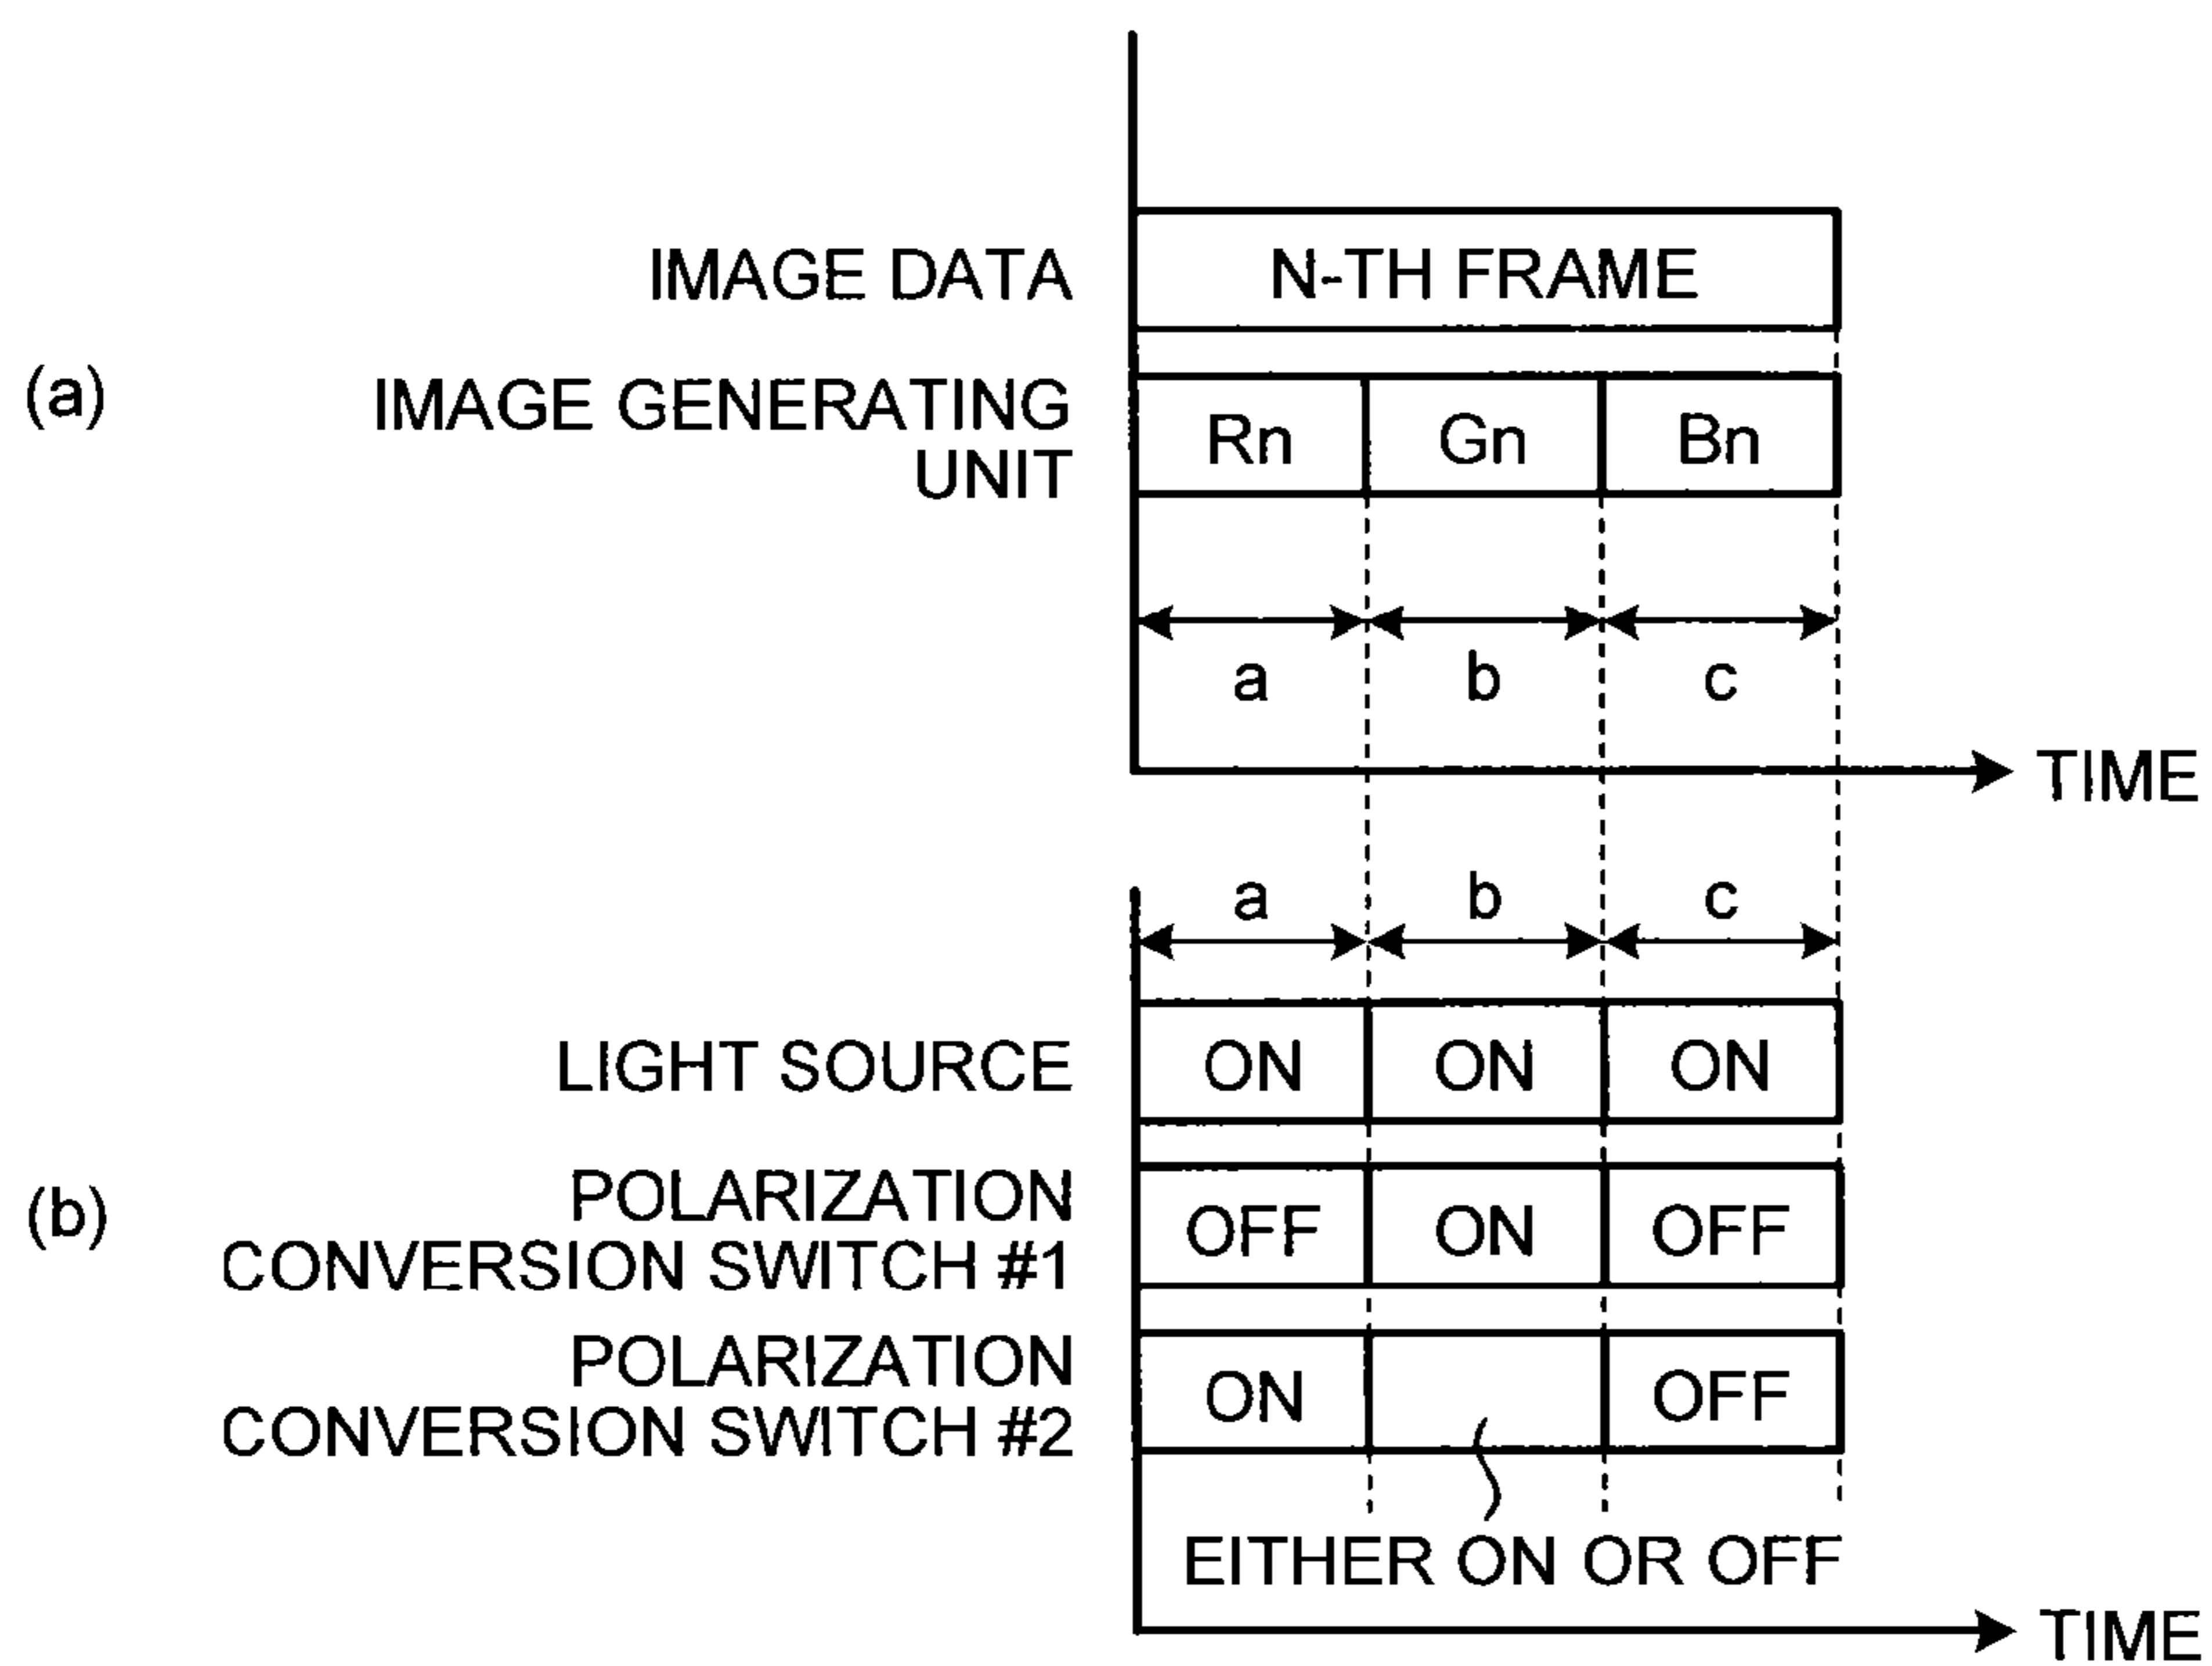 IMAGE DATA
N-TH FRAME
(a)
IMAGE GENERATING
UNIT
Rn
Gn
Bn
a
b
c
TIME
a
b
c
(b)
LIGHT SOURCE
ON
ON
ON
POLARIZATION
CONVERSION SWITCH #1
OFF
ON
OFF
POLARIZATION
CONVERSION SWITCH #2
ON
OFF
EITHER ON OR OFF
TIME